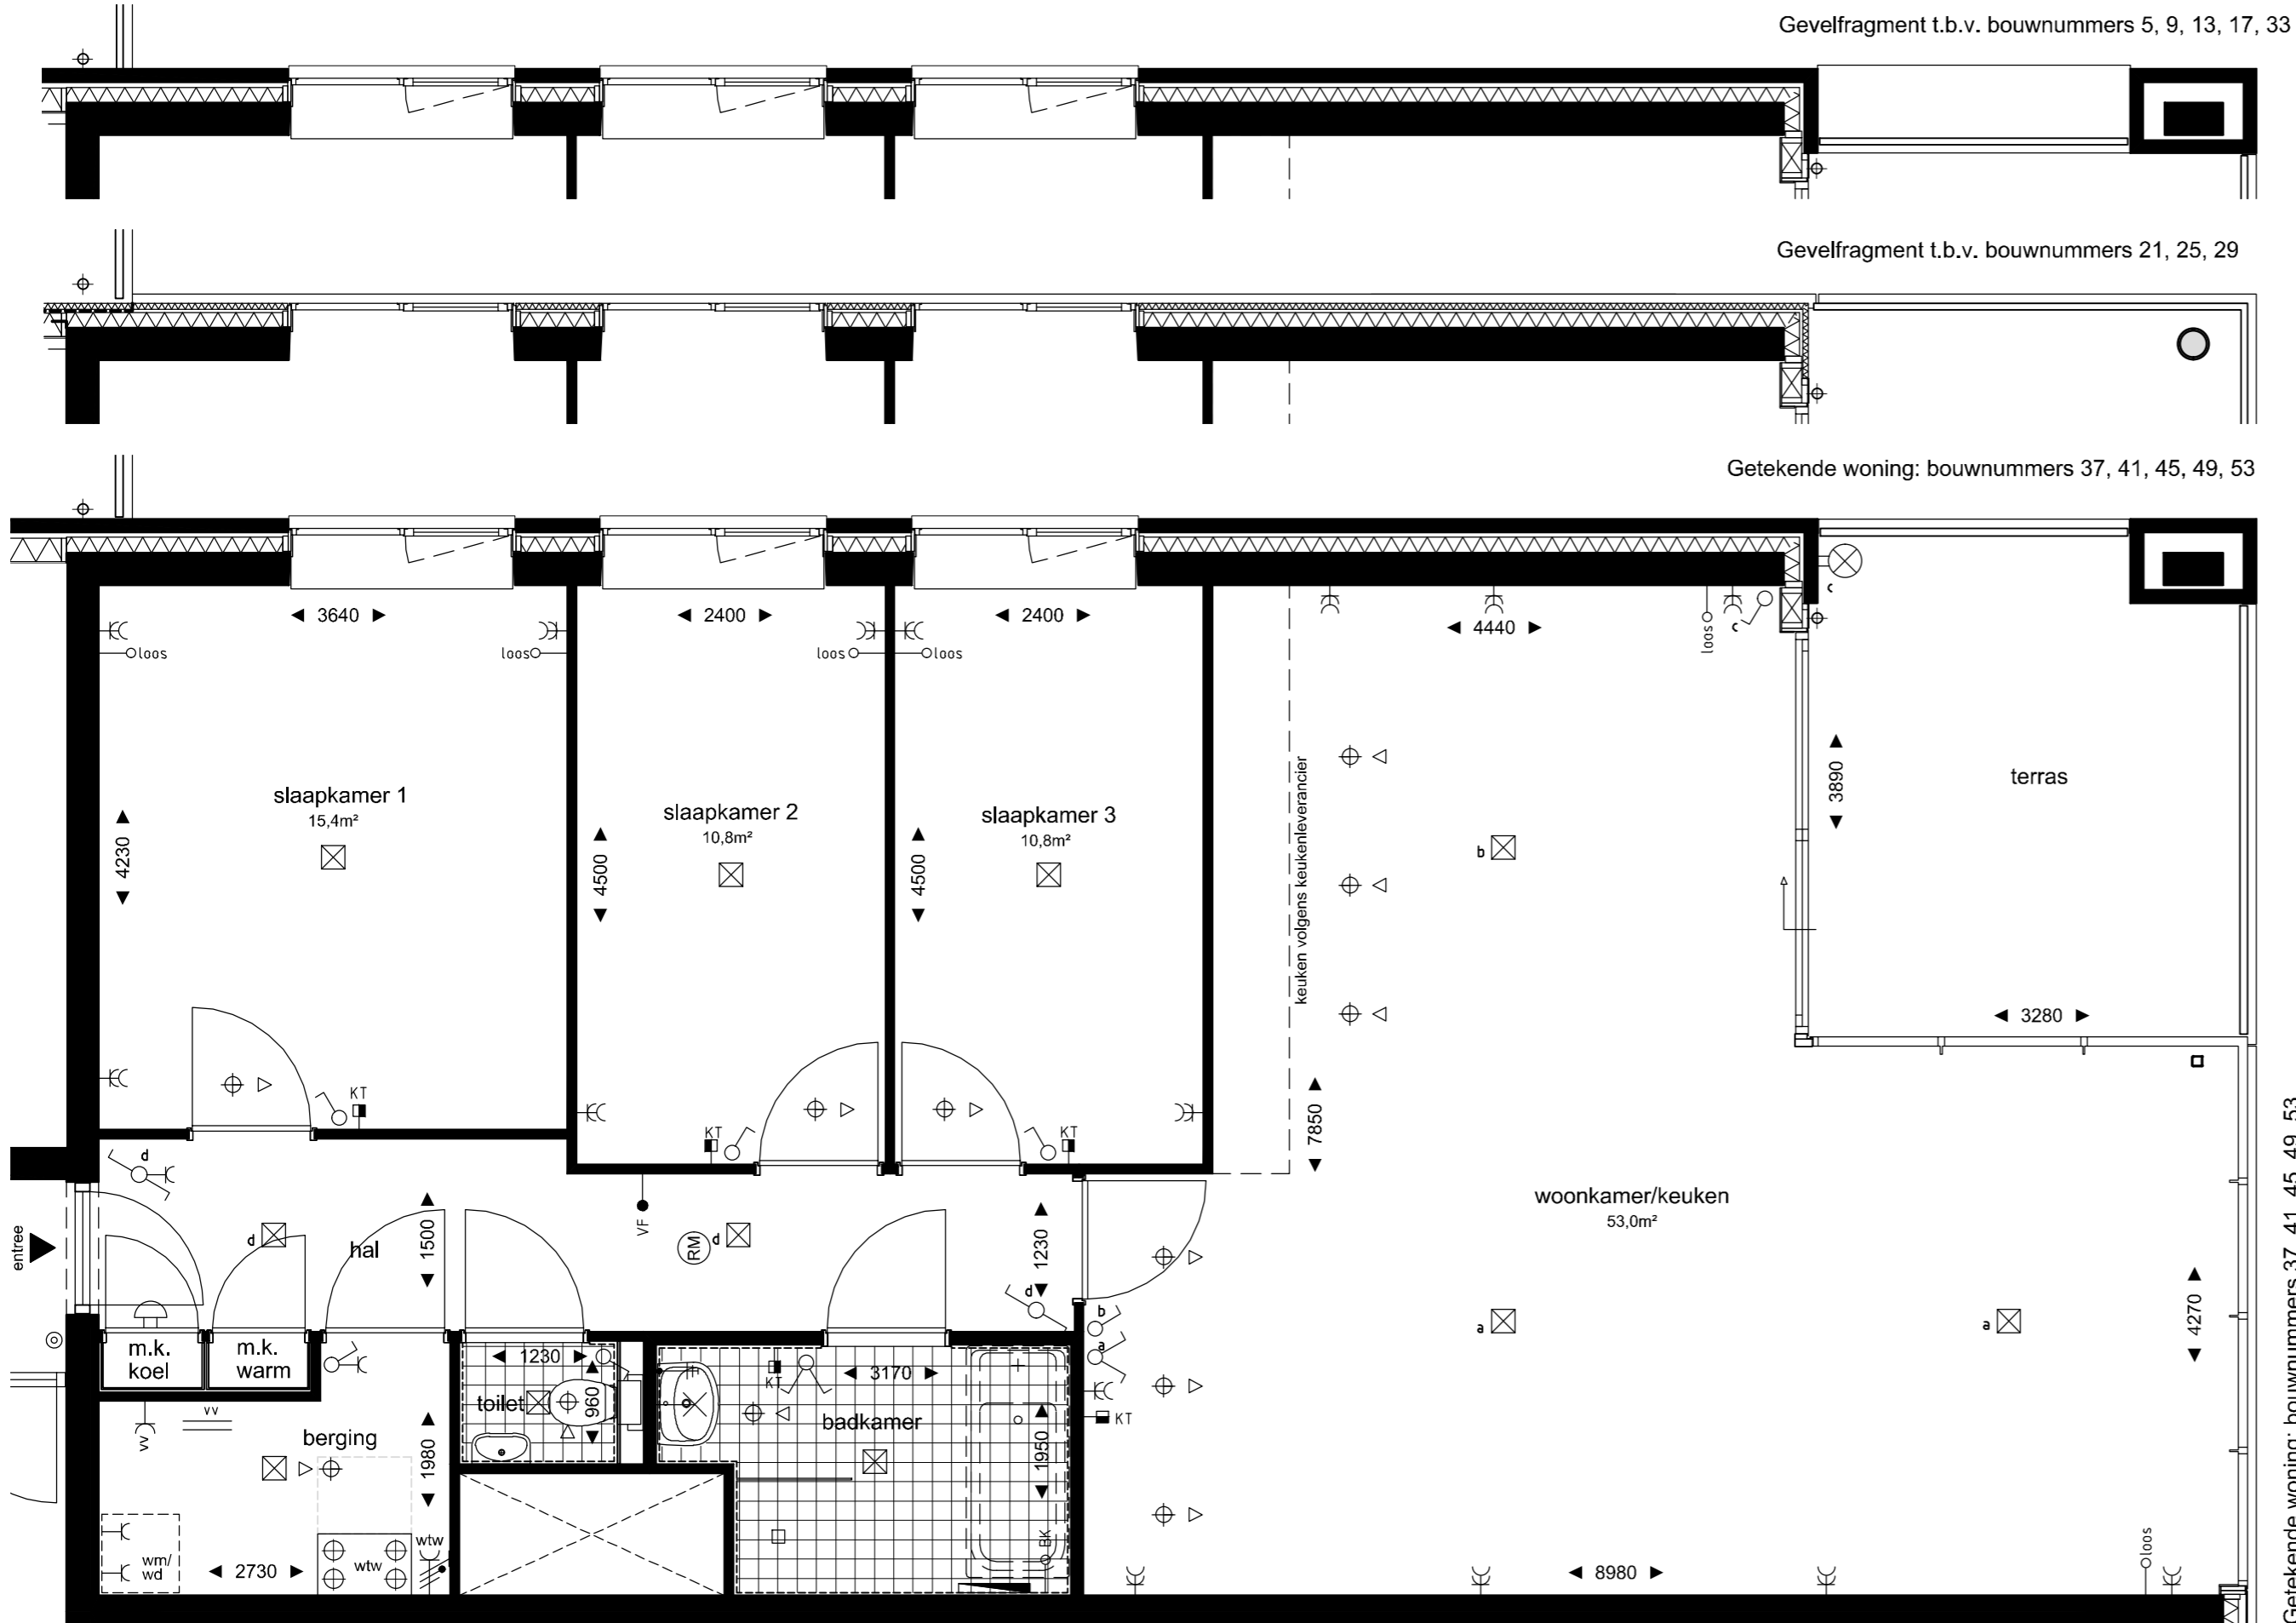 Gevelfragment t.b.v. bouwnummers 5, 9, 13, 17, 33
Gevelfragment t.b.v. bouwnummers 21, 25, 29
Getekende woning: bouwnummers 37, 41, 45, 49, 53
3640
2400
2400
4440
loos
loos
loos
loos
loos
c
c
slaapkamer 1
15,4m²
4230
slaapkamer 2
10,8m²
4500
slaapkamer 3
10,8m²
4500
keuken volgens keukenleverancier
b
3890
terras
3280
KT
KT
KT
7850
entree
d
d
hal
1500
VF
RM
d
1230
d
woonkamer/keuken
53,0m²
b
a
a
a
4270
m.k.
koel
m.k.
warm
1230
toilet
960
KT
3170
badkamer
1950
KT
vv
vv
berging
1980
wm/
wd
2730
wtw
wtw
BK
8980
loos
Getekende woning: bouwnummers 37, 41, 45, 49, 53